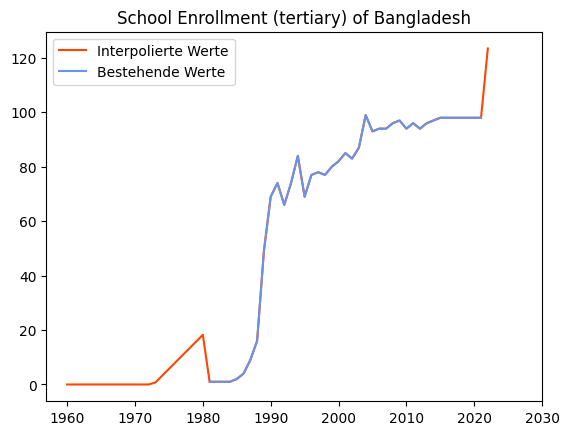 School Enrollment (tertiary) of Bangladesh
Interpolierte Werte
Bestehende Werte
120
100
80
60
40
20
0
1960 1970 1980 1990 2000 2010 2020 2030